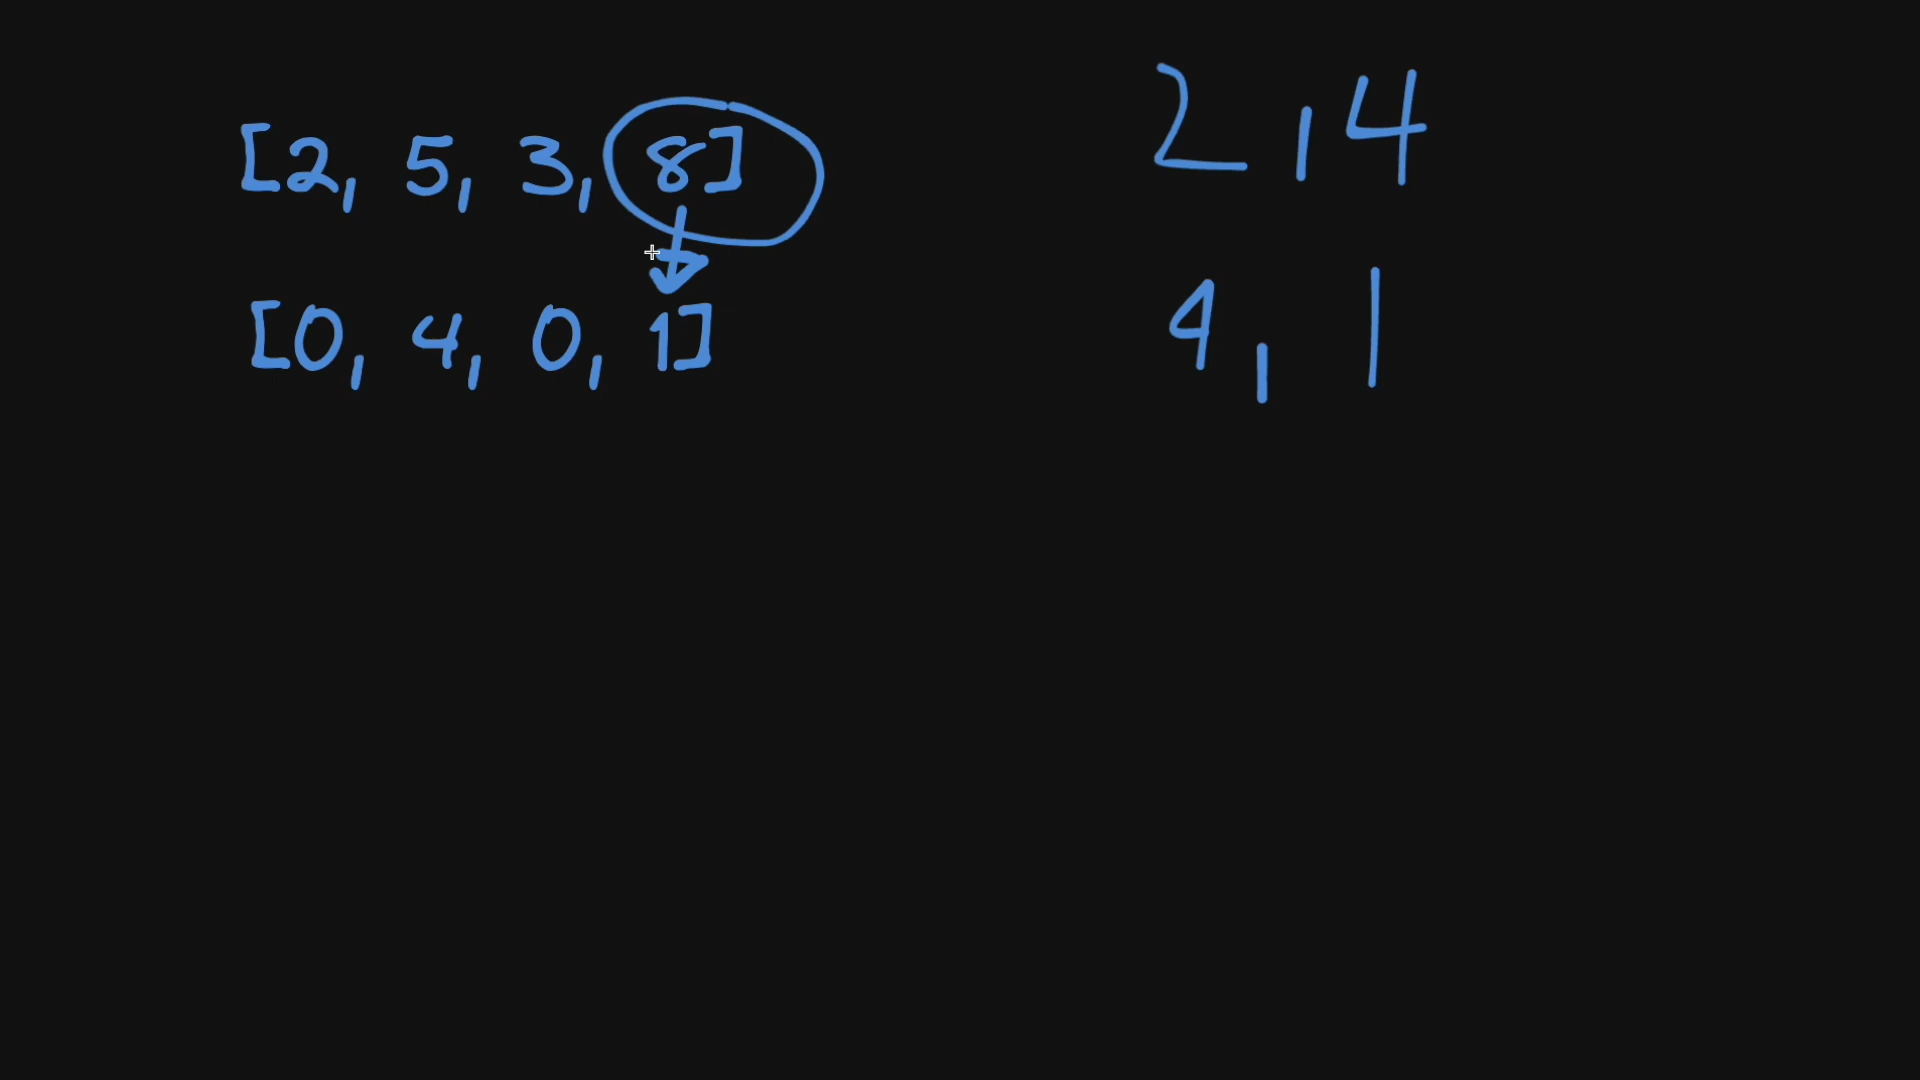 [2, 5, 3, 8]
[0, 4, 0, 1]
2, 4
4, 1